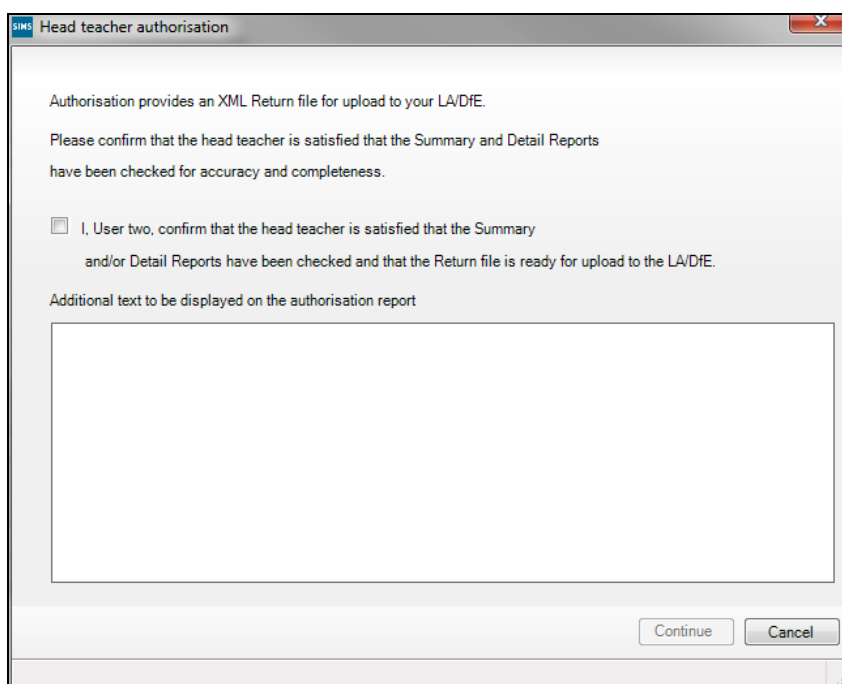 SIMS Head teacher authorisation
Authorisation provides an XML Return file for upload to your LA/DfE.
Please confirm that the head teacher is satisfied that the Summary and Detail Reports
have been checked for accuracy and completeness.
I, User two, confirm that the head teacher is satisfied that the Summary
and/or Detail Reports have been checked and that the Return file is ready for upload to the LA/DfE.
Additional text to be displayed on the authorisation report
Continue Cancel